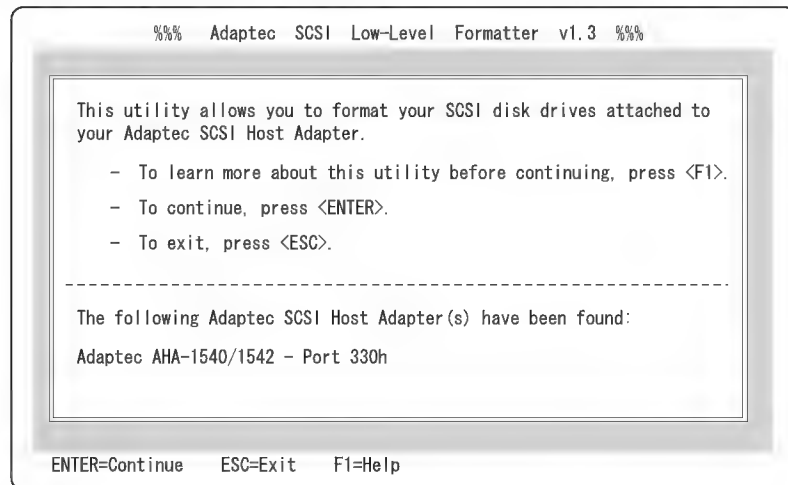 %%% Adaptec SCSI Low-Level Formatter v1.3 %%%
This utility allows you to format your SCSI disk drives attached to
your Adaptec SCSI Host Adapter.
- To learn more about this utility before continuing, press <F1>.
- To continue, press <ENTER>.
- To exit, press <ESC>.
The following Adaptec SCSI Host Adapter(s) have been found:
Adaptec AHA-1540/1542 - Port 330h
ENTER=Continue ESC=Exit F1=Help